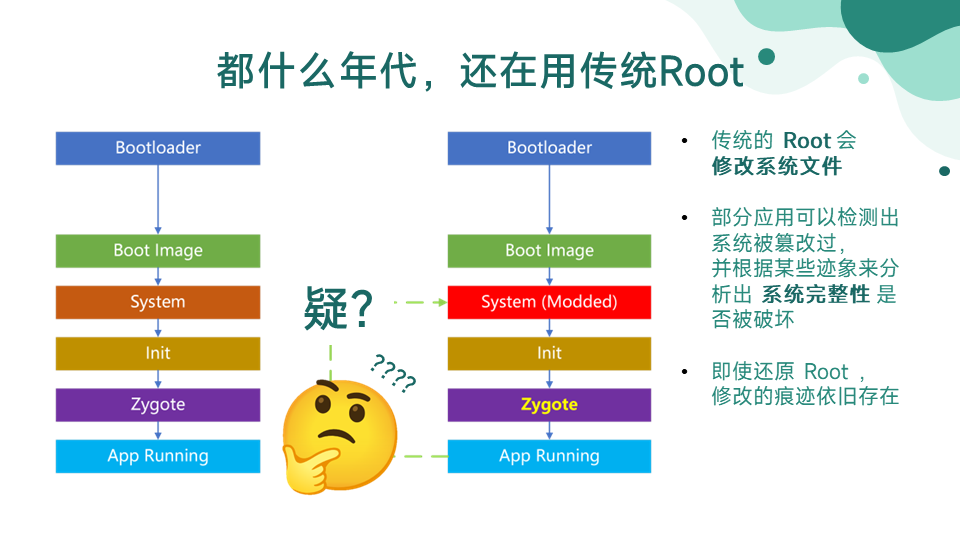 都什么年代，还在用传统Root
Bootloader
Boot Image
System
Init
Zygote
App Running
疑?
????
Bootloader
Boot Image
System (Modded)
Init
Zygote
App Running
• 传统的 Root 会
修改系统文件
• 部分应用可以检测出
系统被篡改过，
并根据某些迹象来分
析出 系统完整性 是
否被破坏
• 即使还原 Root ，
修改的痕迹依旧存在